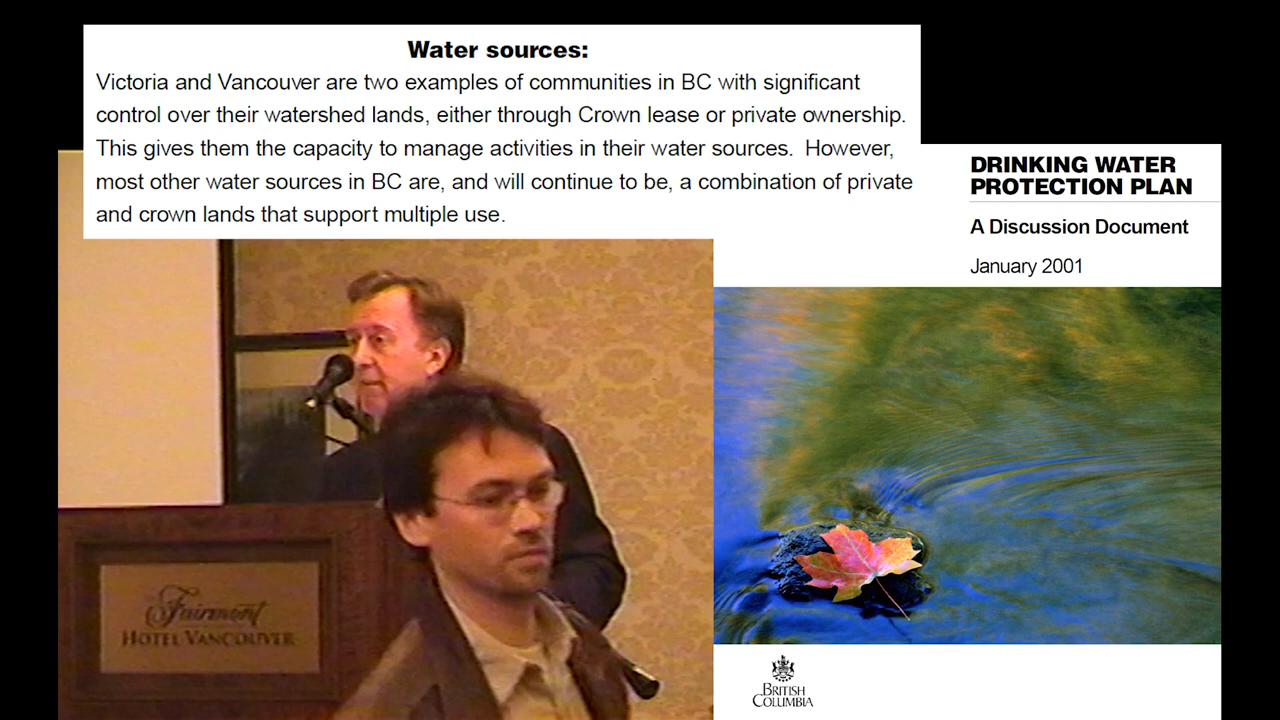 Water sources:
Victoria and Vancouver are two examples of communities in BC with significant
control over their watershed lands, either through Crown lease or private ownership.
This gives them the capacity to manage activities in their water sources.  However,
most other water sources in BC are, and will continue to be, a combination of private
and crown lands that support multiple use.
DRINKING WATER
PROTECTION PLAN
A Discussion Document
January 2001
Fairmont
HOTEL VANCOUVER
BRITISH
COLUMBIA